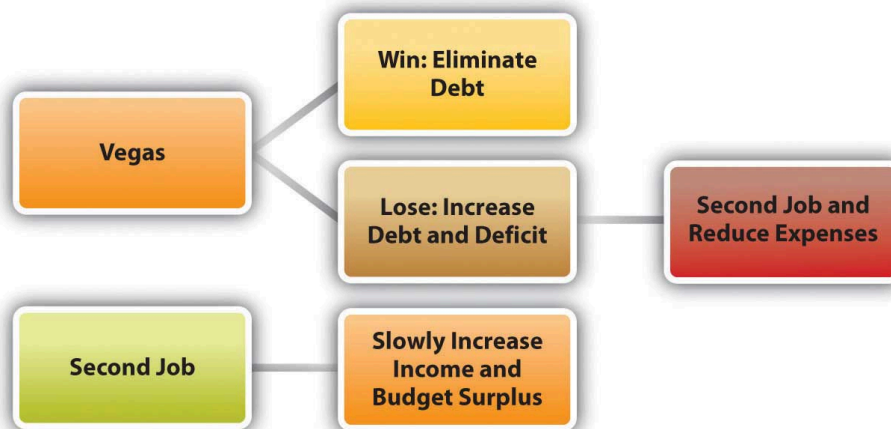 Win: Eliminate
Debt
Vegas
Lose: Increase
Debt and Deficit
Second Job and
Reduce Expenses
Second Job
Slowly Increase
Income and
Budget Surplus